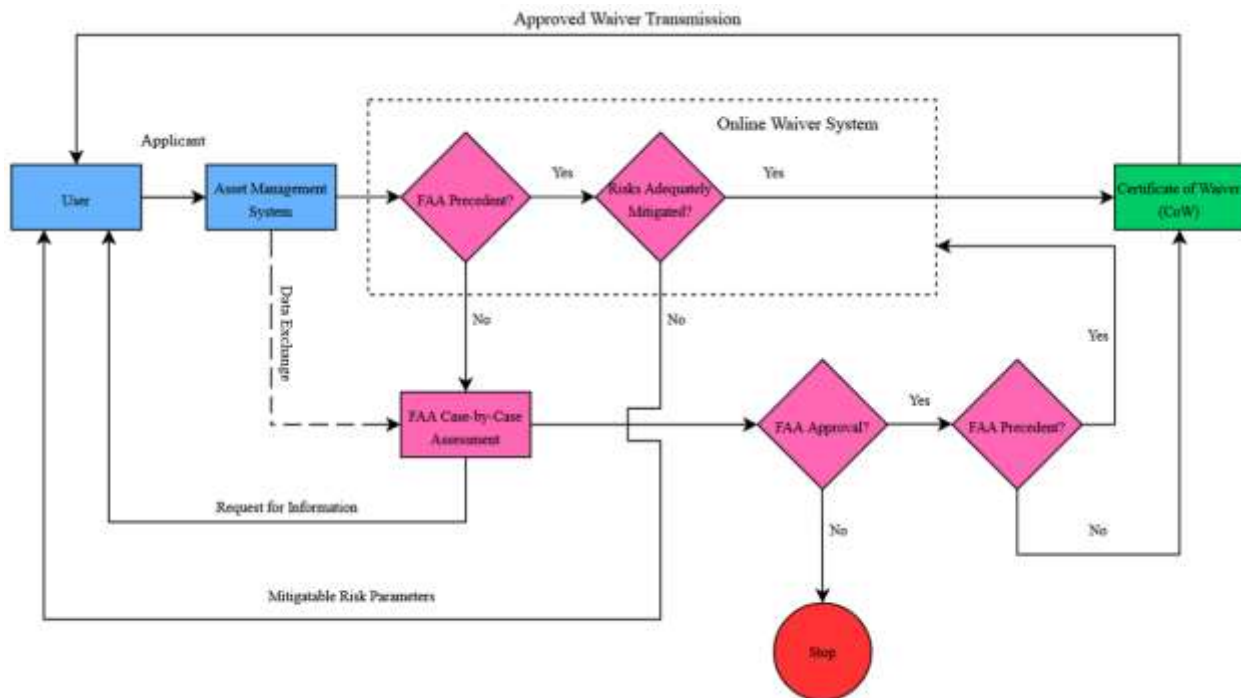 Approved Waiver Transmission
Online Waiver System
Applicant
User
Asset Management
System
FAA Precedent?
Yes
Risks Adequately
Mitigated?
Yes
Certificate of Waiver
(CoW)
Data Exchange
No
No
Yes
FAA Case-by-Case
Assessment
FAA Approval?
Yes
FAA Precedent?
Request for Information
No
No
Mitigatable Risk Parameters
Stop